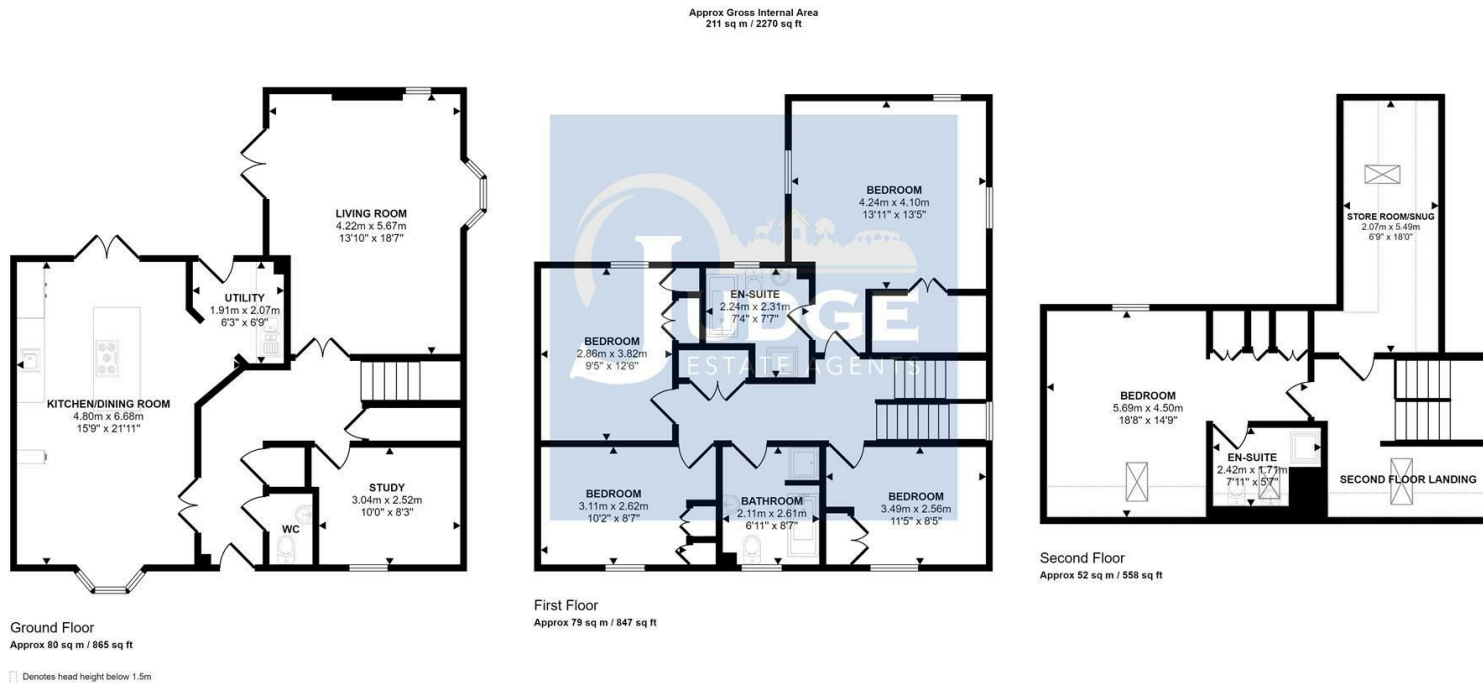 Approx Gross Internal Area
211 sq m / 2270 sq ft
LIVING ROOM
4.22m x 5.67m
13'10" x 18'7"
UTILITY
1.91m x 2.07m
6'3" x 6'9"
KITCHEN/DINING ROOM
4.80m x 6.68m
15'9" x 21'11"
STUDY
3.04m x 2.52m
10'0" x 8'3"
WC
Ground Floor
Approx 80 sq m / 865 sq ft
Denotes head height below 1.5m
BEDROOM
4.24m x 4.10m
13'11" x 13'5"
EN-SUITE
2.24m x 2.31m
7'4" x 7'7"
BEDROOM
2.86m x 3.82m
9'5" x 12'6"
JUDGE
ESTATE AGENTS
BEDROOM
3.11m x 2.62m
10'2" x 8'7"
BATHROOM
2.11m x 2.61m
6'11" x 8'7"
BEDROOM
3.49m x 2.56m
11'5" x 8'5"
First Floor
Approx 79 sq m / 847 sq ft
STORE ROOM/SNUG
2.07m x 5.49m
6'9" x 18'0"
BEDROOM
5.69m x 4.50m
18'8" x 14'9"
EN-SUITE
2.42m x 1.71m
7'11" x 5'7"
SECOND FLOOR LANDING
Second Floor
Approx 52 sq m / 558 sq ft